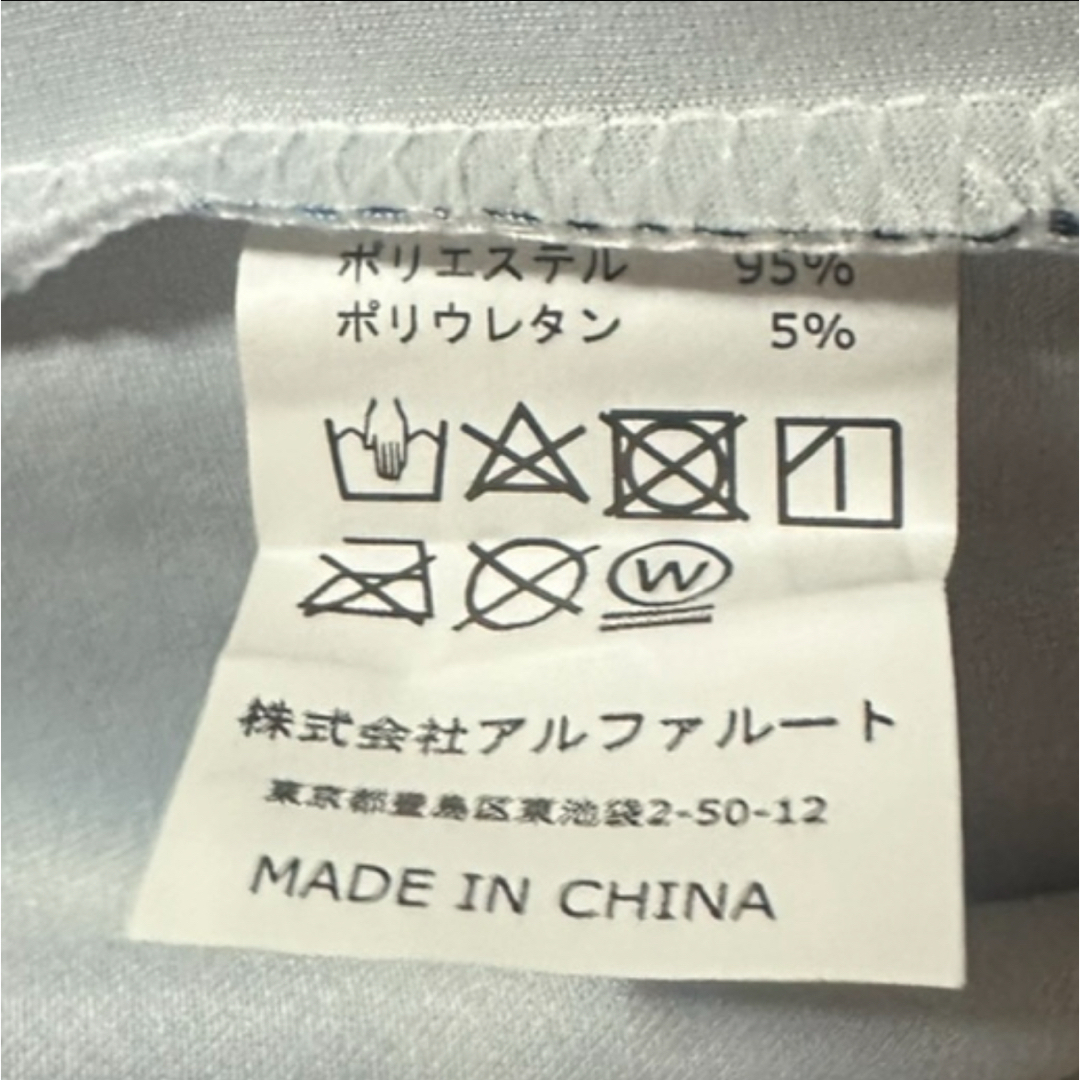 ポリエステル 95%
ポリウレタン 5%
W
株式会社アルファルート
東京都豊島区東池袋2-50-12
MADE IN CHINA